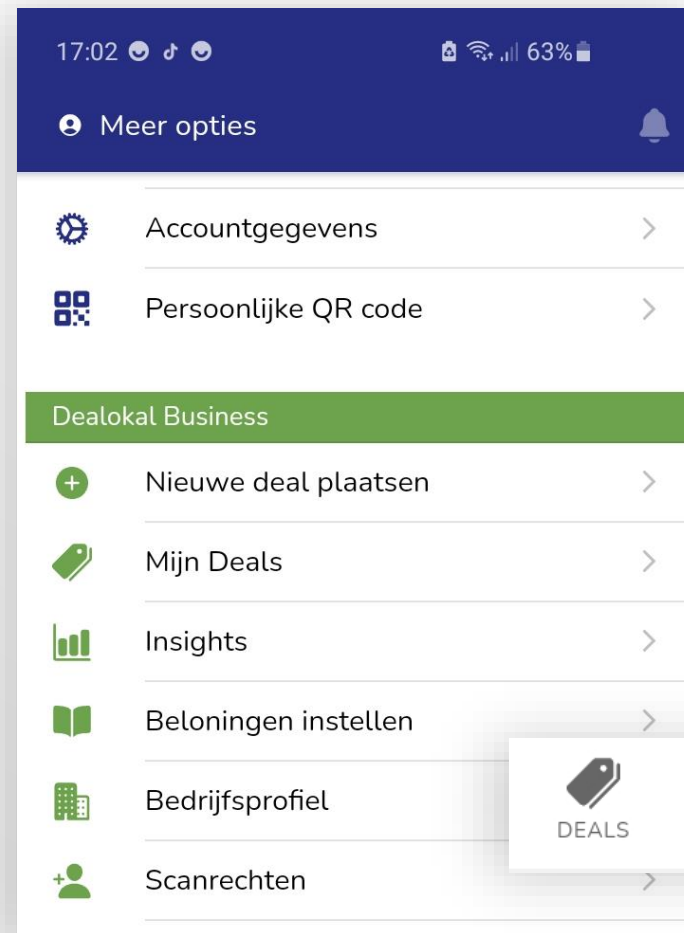 17:02 63%
Meer opties
Accountgegevens
Persoonlijke QR code
Dealokal Business
Nieuwe deal plaatsen
Mijn Deals
Insights
Beloningen instellen
Bedrijfsprofiel
DEALS
Scanrechten